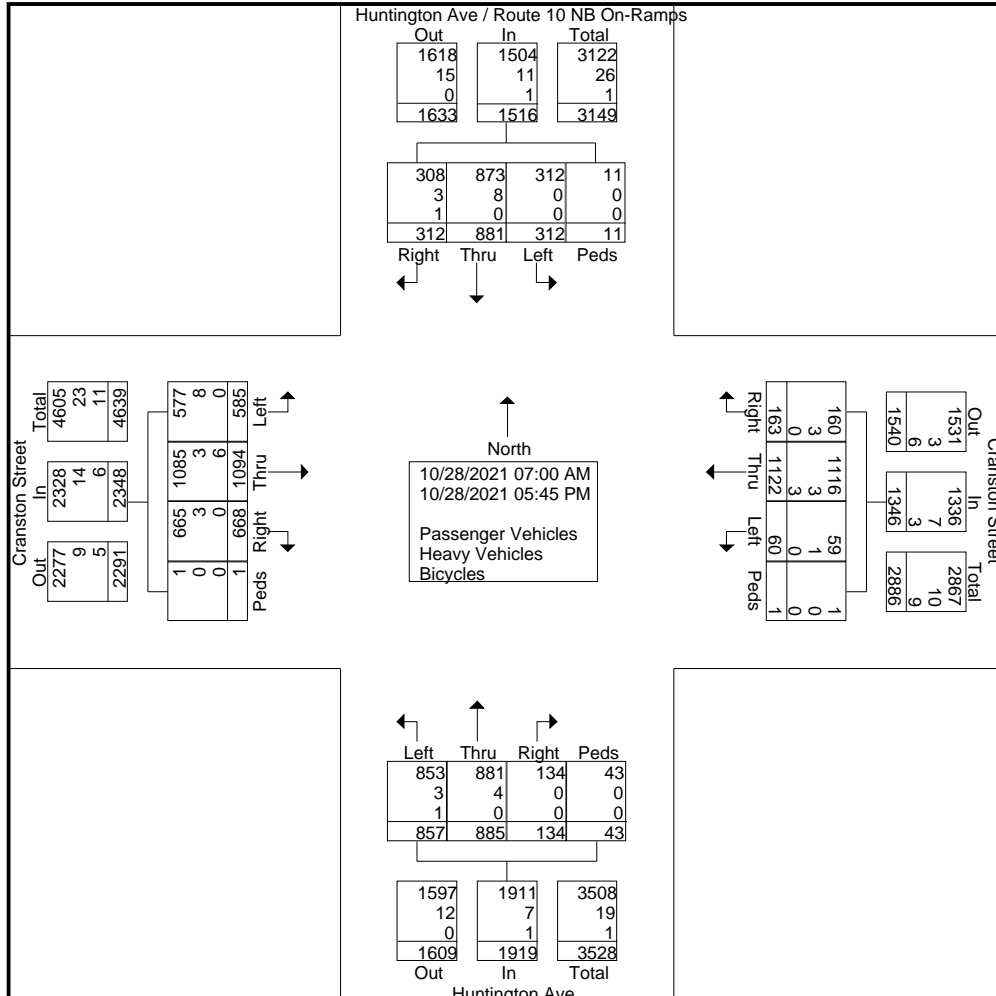 Huntington Ave / Route 10 NB On-Ramps
Out In Total
1618 1504 3122
15 11 26
0 1 1
1633 1516 3149
308 873 312 11
3 8 0 0
1 0 0 0
312 881 312 11
Right Thru Left Peds
Cranston Street
Out In Total
2277 2328 4605
9 14 23
5 6 11
2291 2348 4639
577 1085 665 1
8 3 3 0
0 6 0 0
585 1094 668 1
Left Thru Right Peds
North
10/28/2021 07:00 AM
10/28/2021 05:45 PM
Passenger Vehicles
Heavy Vehicles
Bicycles
Right Thru Left Peds
160 1116 59 1
3 3 1 0
0 3 0 0
163 1122 60 1
Cranston Street
Out In Total
1531 1336 2867
3 7 10
6 3 9
1540 1346 2886
Left Thru Right Peds
853 881 134 43
3 4 0 0
1 0 0 0
857 885 134 43
1597 1911 3508
12 7 19
0 1 1
1609 1919 3528
Out In Total
Huntington Ave